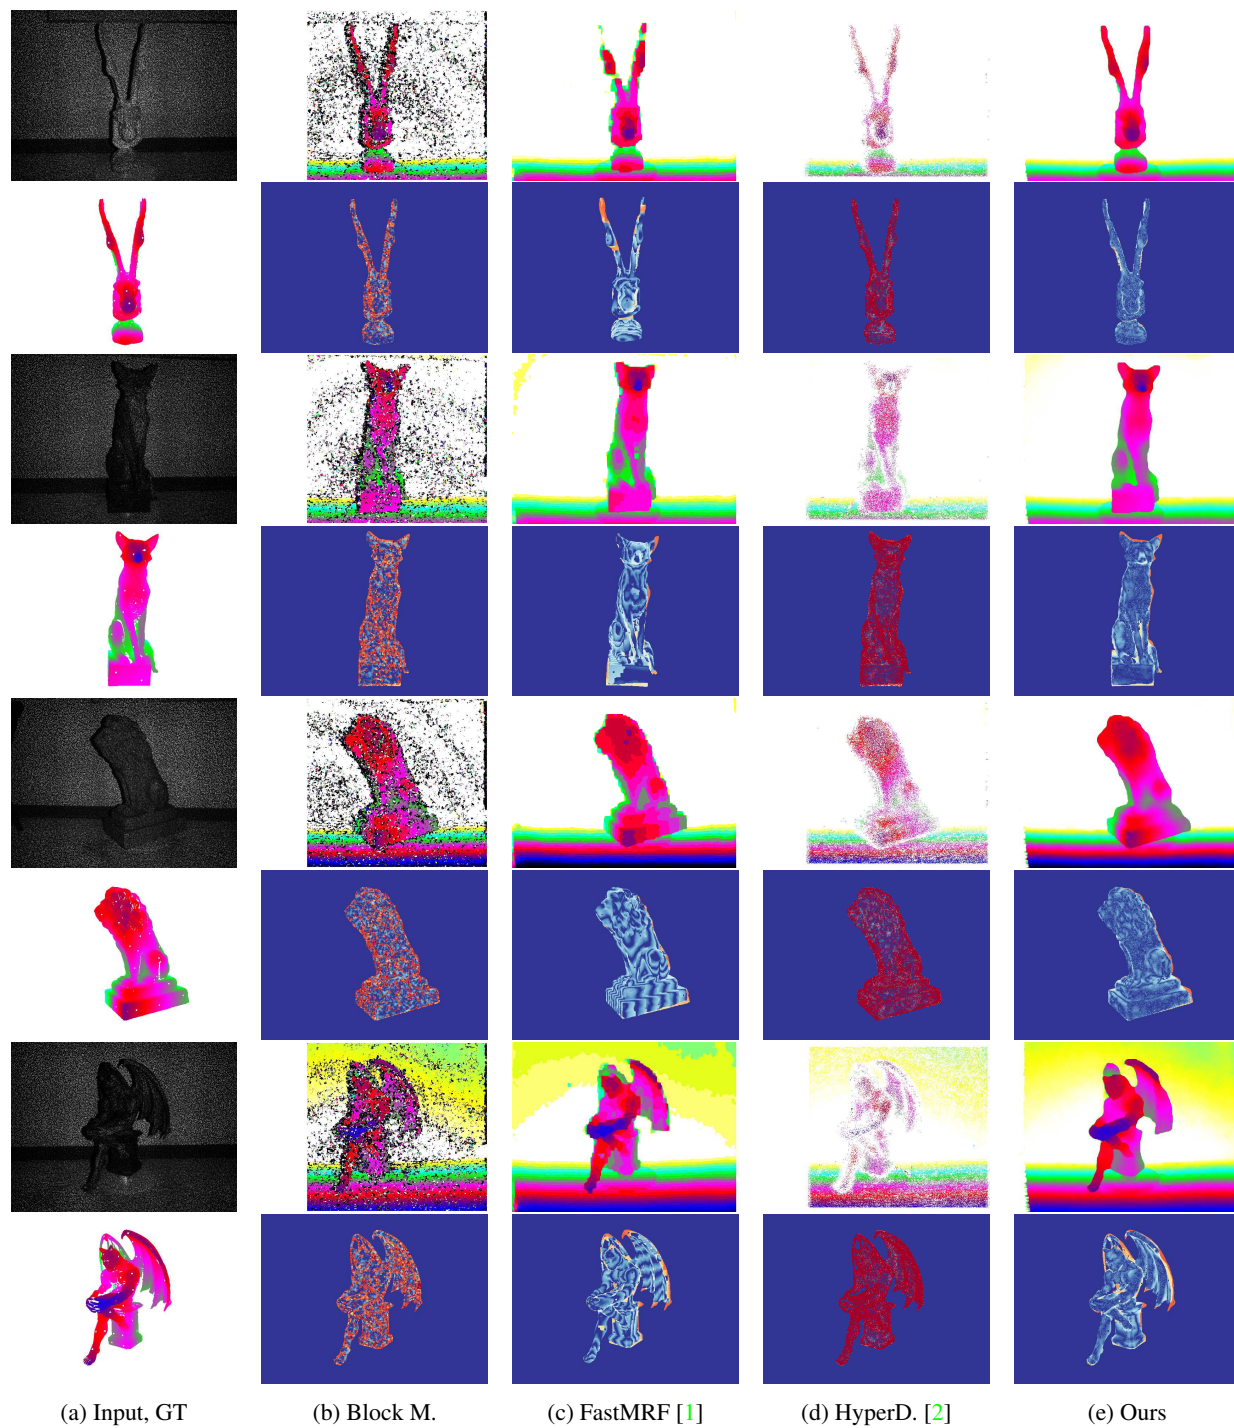 (a) Input, GT
(b) Block M.
(c) FastMRF [1]
(d) HyperD. [2]
(e) Ours